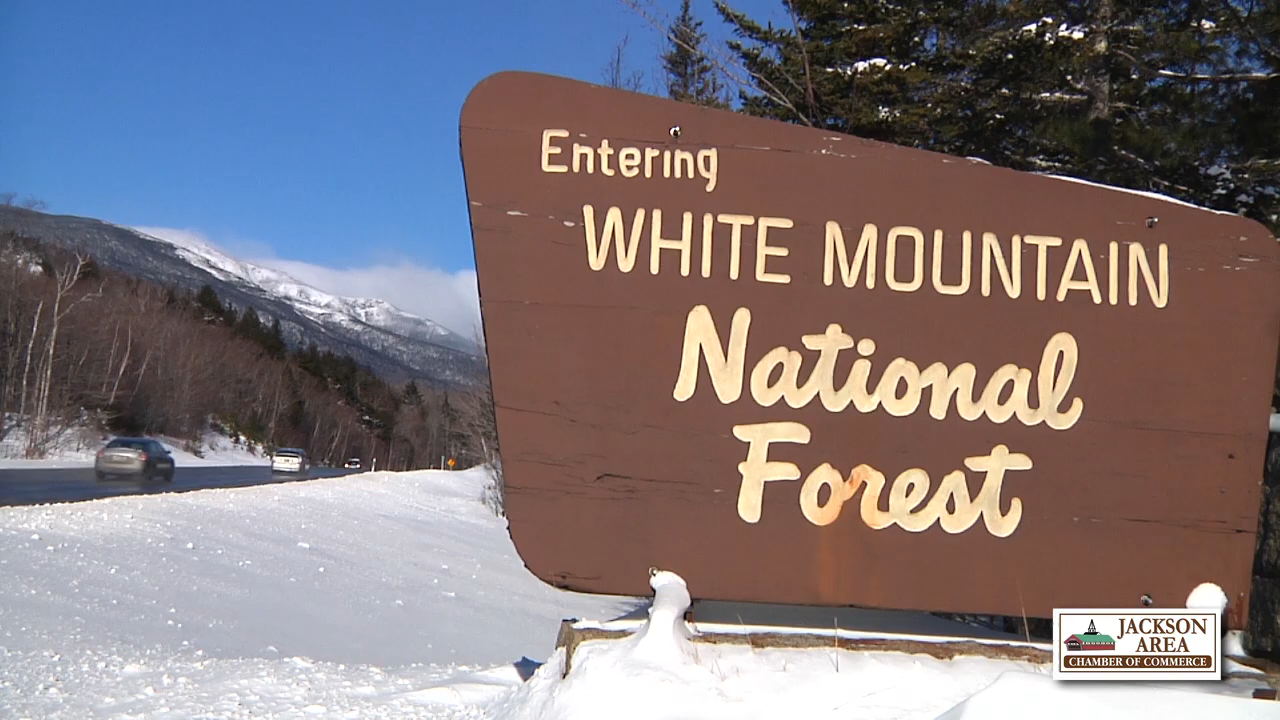 Entering
WHITE MOUNTAIN
National
Forest
JACKSON
AREA
CHAMBER OF COMMERCE